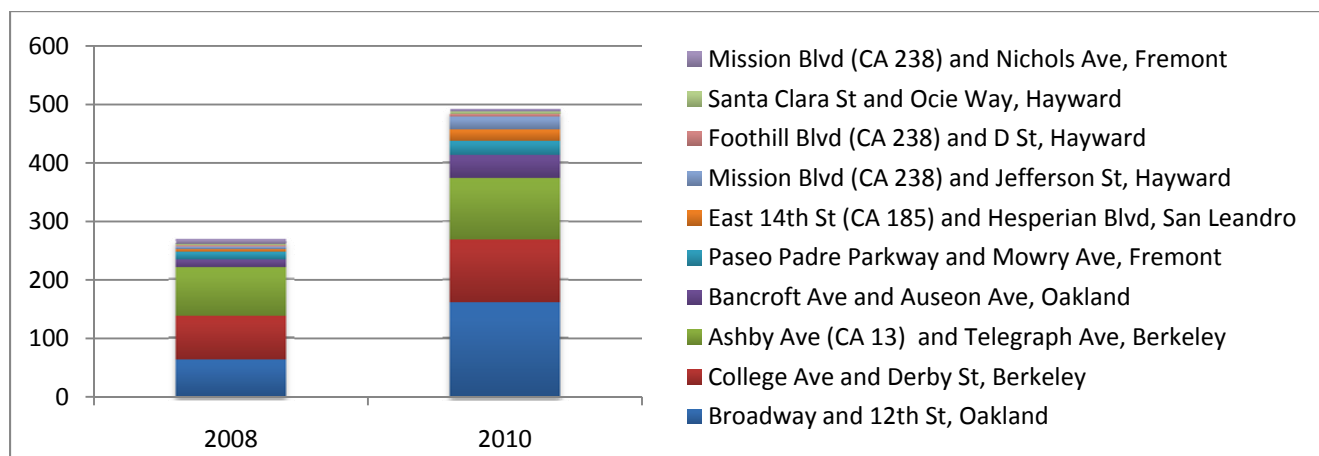 600
500
400
300
200
100
0
2008
2010
Mission Blvd (CA 238) and Nichols Ave, Fremont
Santa Clara St and Ocie Way, Hayward
Foothill Blvd (CA 238) and D St, Hayward
Mission Blvd (CA 238) and Jefferson St, Hayward
East 14th St (CA 185) and Hesperian Blvd, San Leandro
Paseo Padre Parkway and Mowry Ave, Fremont
Bancroft Ave and Auseon Ave, Oakland
Ashby Ave (CA 13)  and Telegraph Ave, Berkeley
College Ave and Derby St, Berkeley
Broadway and 12th St, Oakland